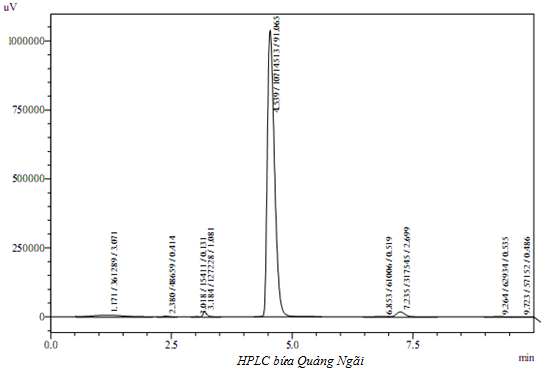 uV
1000000
750000
500000
250000
0
1.171 / 361289 / 3.071
2.380 / 48659 / 0.414
3.018 / 15411 / 0.131
3.184 / 127228 / 1.081
4.539 / 10714513 / 91.065
6.853 / 61006 / 0.519
7.235 / 317545 / 2.699
9.264 / 62934 / 0.535
9.723 / 57152 / 0.486
0.0 2.5 5.0 7.5 min
HPLC bứa Quảng Ngãi